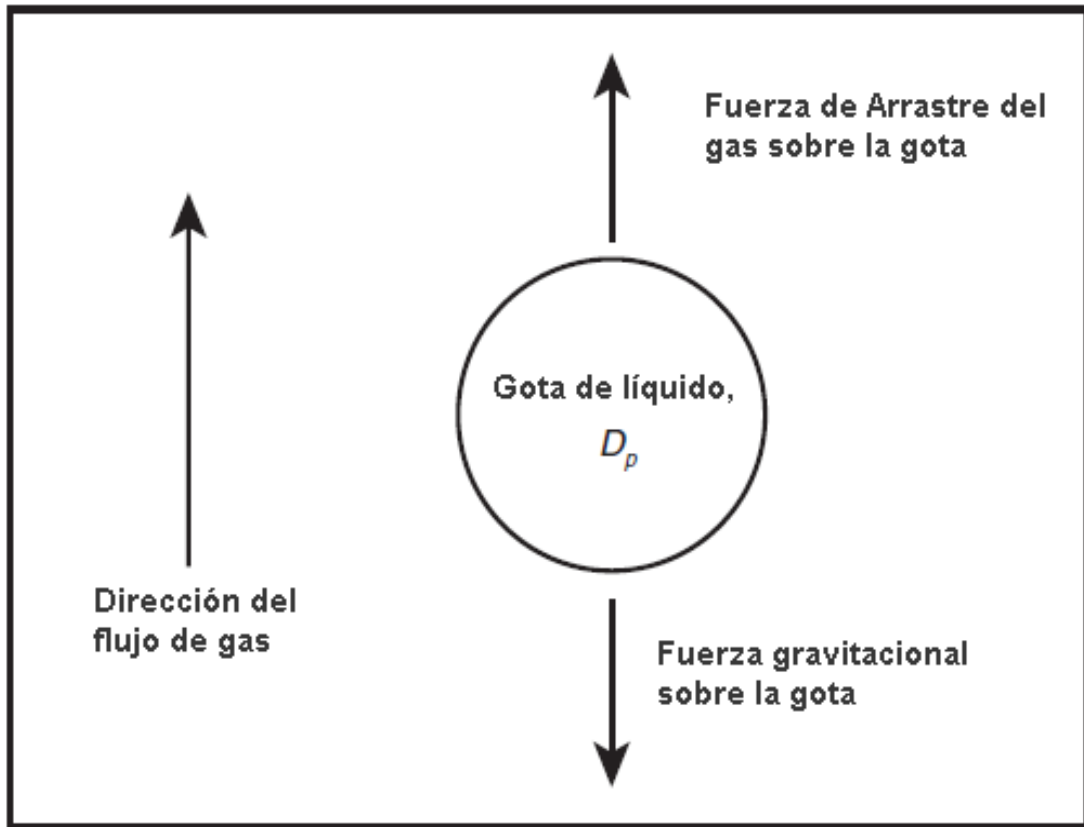 Fuerza de Arrastre del
gas sobre la gota
Gota de líquido,
Dp
Dirección del
flujo de gas
Fuerza gravitacional
sobre la gota